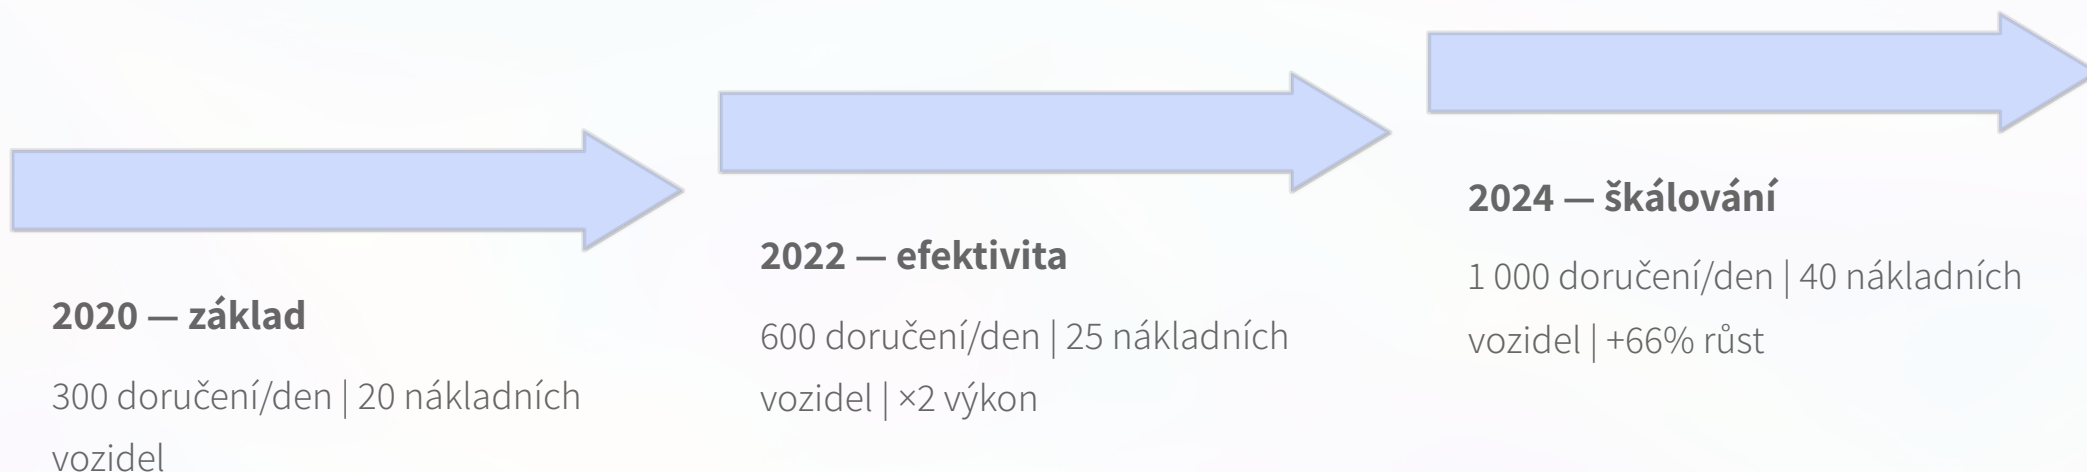 2020 — základ
300 doručení/den | 20 nákladních
vozidel
2022 — efektivita
600 doručení/den | 25 nákladních
vozidel | ×2 výkon
2024 — škálování
1 000 doručení/den | 40 nákladních
vozidel | +66% růst